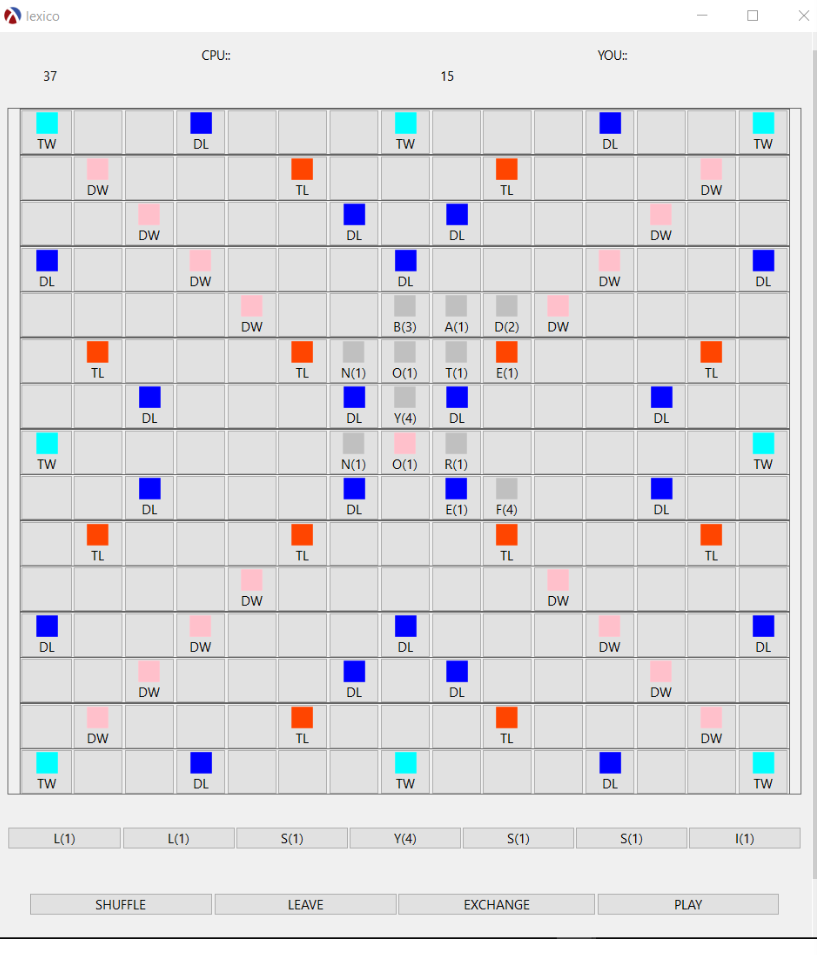 lexico
CPU:: YOU::
37 15
TW DL TW DL TW
DW TL TL DW
DW DL DL DW
DL DW DL DW DL
DW B(3) A(1) D(2) DW
TL TL N(1) O(1) T(1) E(1) TL
DL DL Y(4) DL DL
TW N(1) O(1) R(1) TW
DL DL E(1) F(4) DL
TL TL TL TL
DW DW
DL DW DL DW DL
DW DL DL DW
DW TL TL DW
TW DL TW DL TW
L(1) L(1) S(1) Y(4) S(1) S(1) I(1)
SHUFFLE LEAVE EXCHANGE PLAY